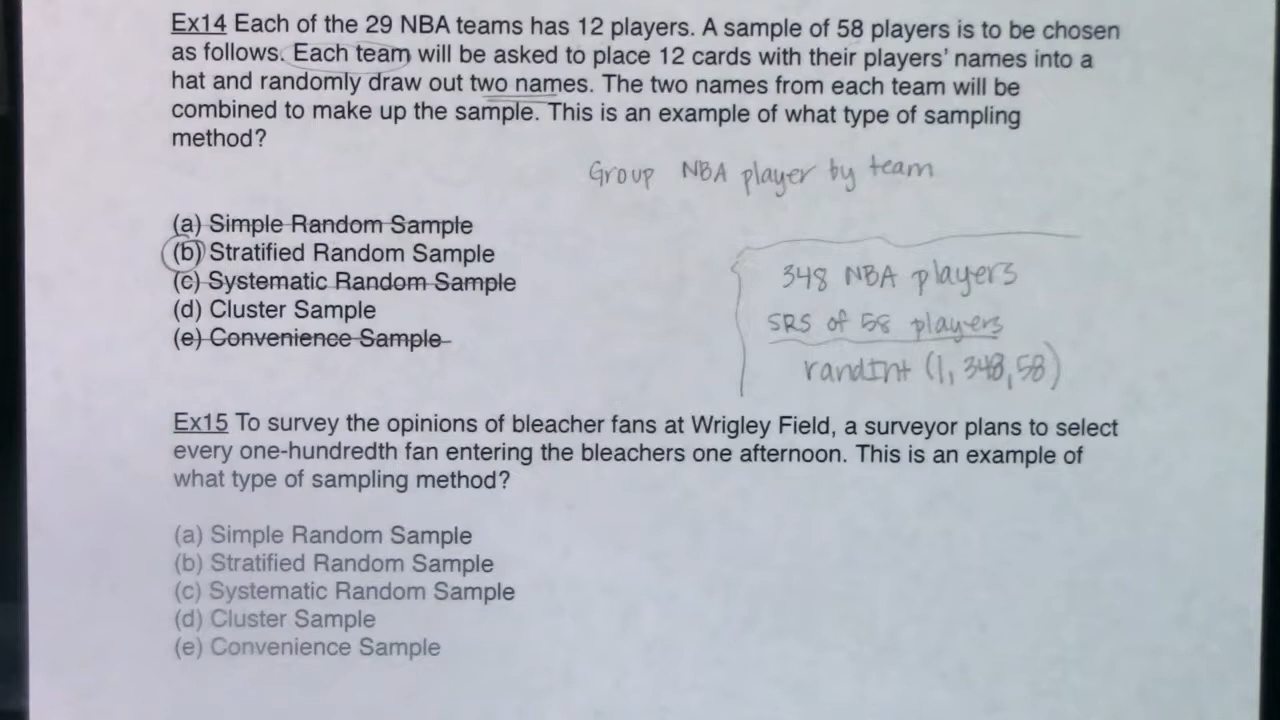 Ex14 Each of the 29 NBA teams has 12 players. A sample of 58 players is to be chosen
as follows. Each team will be asked to place 12 cards with their players' names into a
hat and randomly draw out two names. The two names from each team will be
combined to make up the sample. This is an example of what type of sampling
method?
Group NBA player by team
(a) Simple Random Sample
(b) Stratified Random Sample
(c) Systematic Random Sample
(d) Cluster Sample
(e) Convenience Sample
348 NBA players
SRS of 58 players
randInt (1, 348, 58)
Ex15 To survey the opinions of bleacher fans at Wrigley Field, a surveyor plans to select
every one-hundredth fan entering the bleachers one afternoon. This is an example of
what type of sampling method?
(a) Simple Random Sample
(b) Stratified Random Sample
(c) Systematic Random Sample
(d) Cluster Sample
(e) Convenience Sample